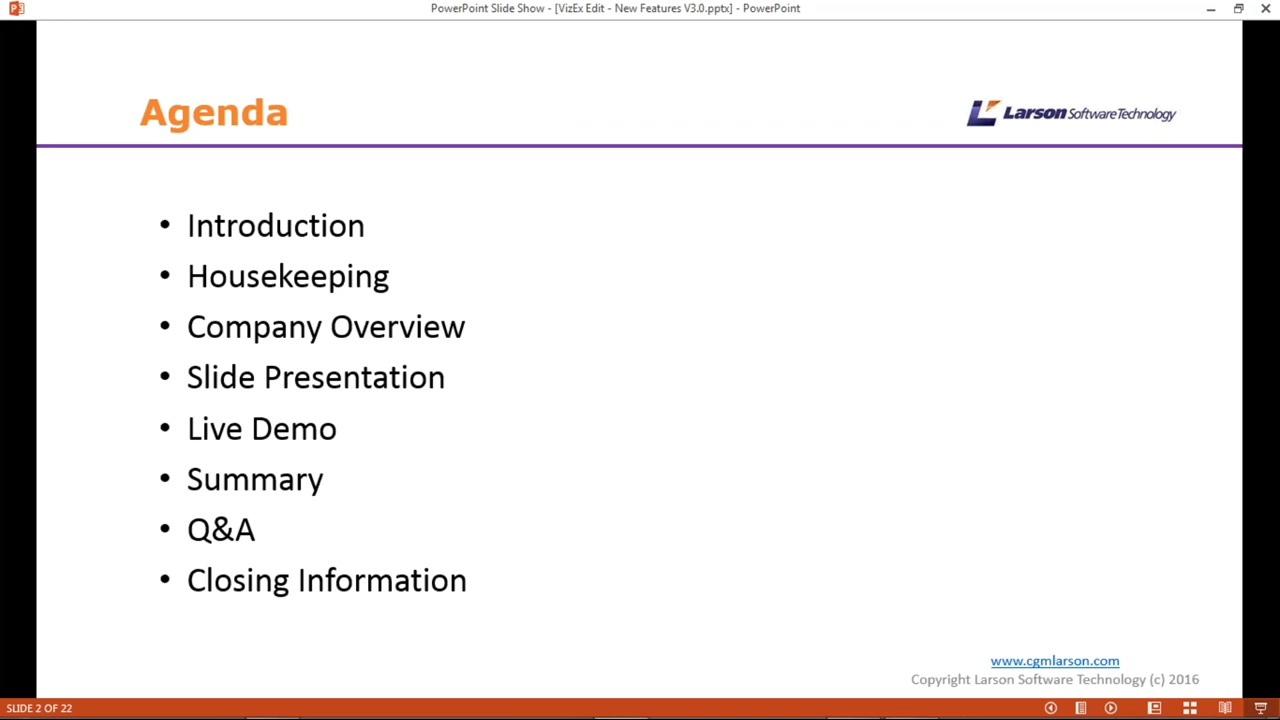 PowerPoint Slide Show - [VizEx Edit - New Features V3.0.pptx] - PowerPoint
Agenda
Larson Software Technology
• Introduction
• Housekeeping
• Company Overview
• Slide Presentation
• Live Demo
• Summary
• Q&A
• Closing Information
www.cgmlarson.com
Copyright Larson Software Technology (c) 2016
SLIDE 2 OF 22